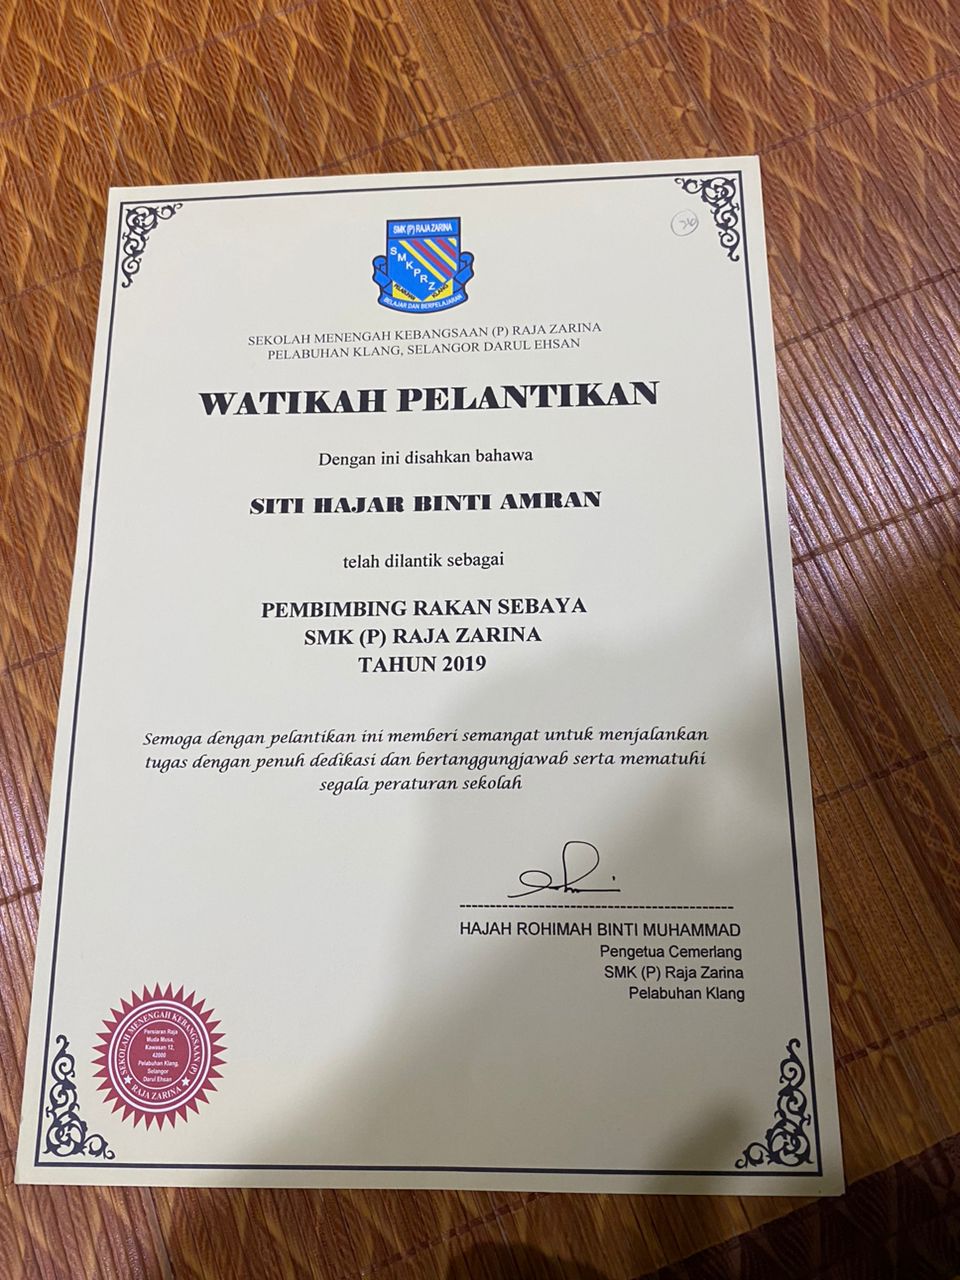 SMK (P) RAJA ZARINA
SMKPRZ
BELAJAR DAN BERPELAJARAN
SEKOLAH MENENGAH KEBANGSAAN (P) RAJA ZARINA
PELABUHAN KLANG, SELANGOR DARUL EHSAN
WATIKAH PELANTIKAN
Dengan ini disahkan bahawa
SITI HAJAR BINTI AMRAN
telah dilantik sebagai
PEMBIMBING RAKAN SEBAYA
SMK (P) RAJA ZARINA
TAHUN 2019
Semoga dengan pelantikan ini memberi semangat untuk menjalankan
tugas dengan penuh dedikasi dan bertanggungjawab serta mematuhi
segala peraturan sekolah
HAJAH ROHIMAH BINTI MUHAMMAD
Pengetua Cemerlang
SMK (P) Raja Zarina
Pelabuhan Klang
SEKOLAH MENENGAH KEBANGSAAN (P)
RAJA ZARINA
Persiaran Raja
Muda Musa,
Kawasan 12,
42000
Pelabuhan Klang,
Selangor
Darul Ehsan